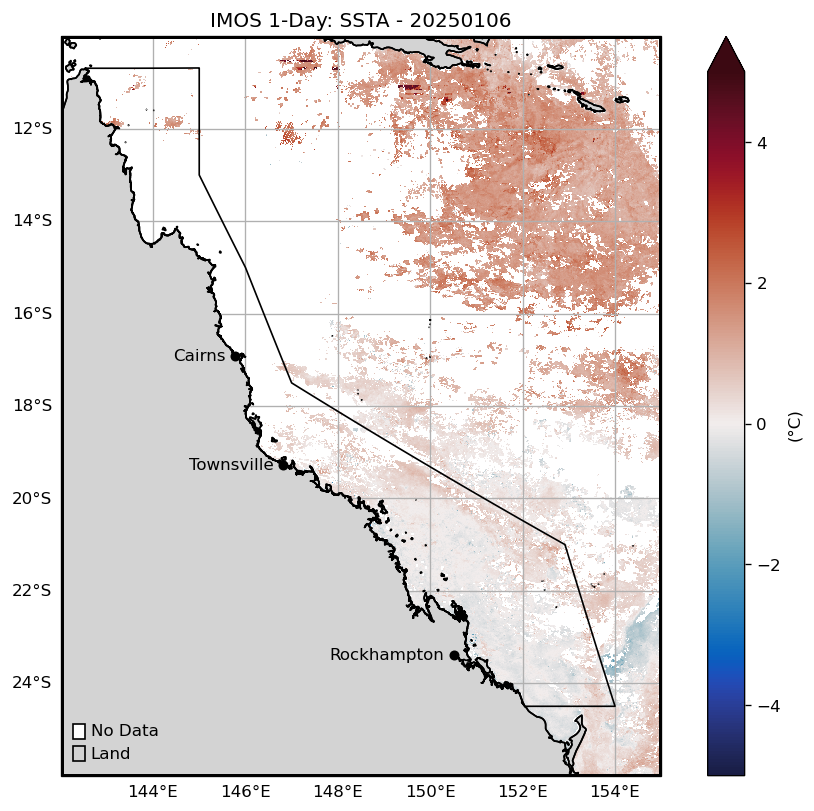 IMOS 1-Day: SSTA - 20250106
12°S
14°S
16°S
18°S
20°S
22°S
24°S
Cairns
Townsville
Rockhampton
No Data
Land
144°E 146°E 148°E 150°E 152°E 154°E
4
2
0
−2
−4
(°C)